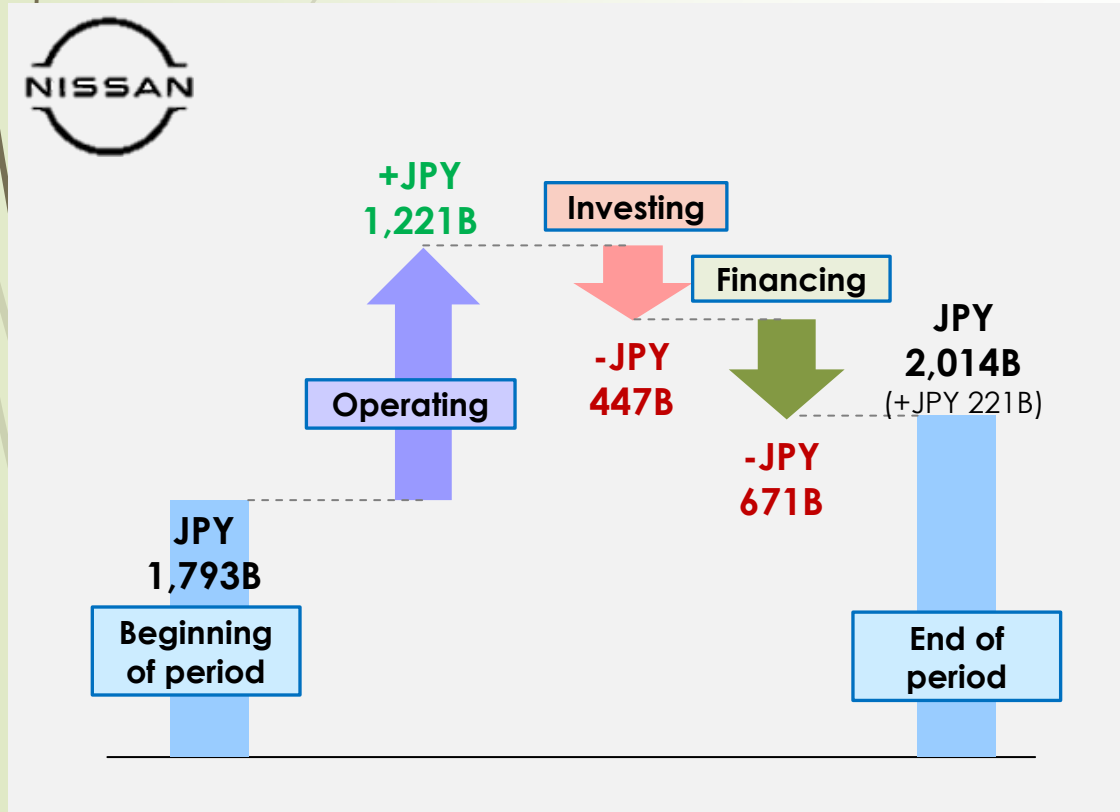 NISSAN
+JPY
1,221B
Investing
Financing
JPY
2,014B
(+JPY 221B)
-JPY
447B
Operating
-JPY
671B
JPY
1,793B
Beginning
of period
End of
period